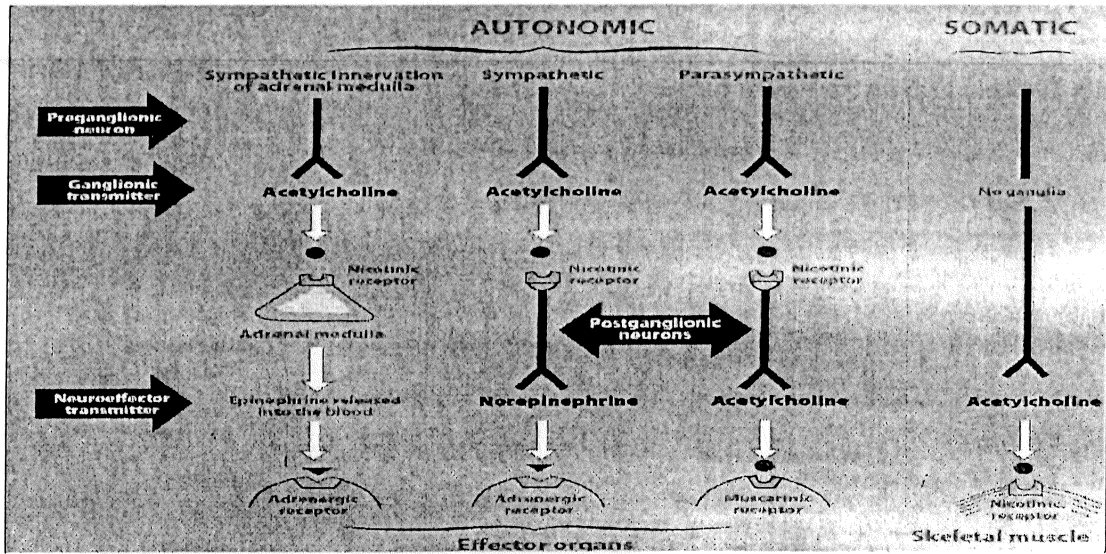 AUTONOMIC
SOMATIC
Sympathetic Innervation
of adrenal medulla
Sympathetic
Parasympathetic
Preganglionic
neuron
Ganglionic
transmitter
Acetylcholine
Acetylcholine
Acetylcholine
No ganglia
Nicotinic
receptor
Nicotinic
receptor
Nicotinic
receptor
Adrenal medulla
Postganglionic
neurons
Neuroeffector
transmitter
Epinephrine released
into the blood
Norepinephrine
Acetylcholine
Acetylcholine
Adrenergic
receptor
Adrenergic
receptor
Muscarinic
receptor
Nicotinic
receptor
Effector organs
Skeletal muscle